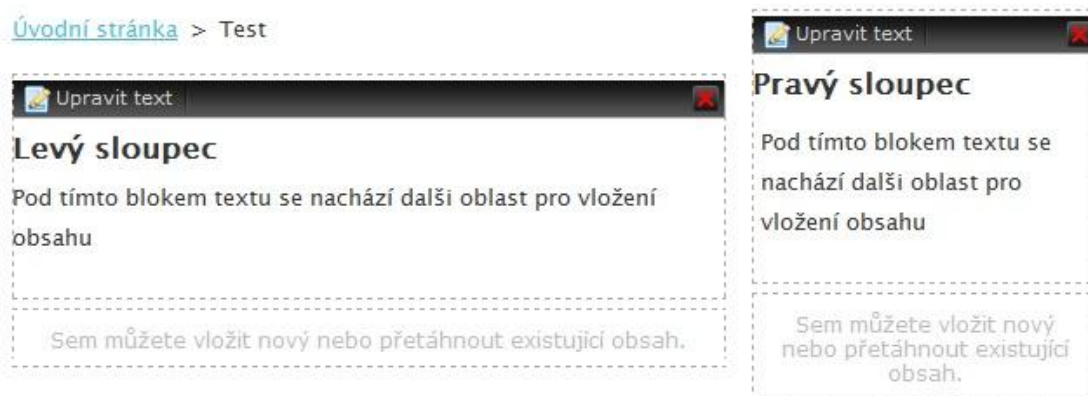 Úvodní stránka > Test
Upravit text
Levý sloupec
Pod tímto blokem textu se nachází dalši oblast pro vložení
obsahu
Sem můžete vložit nový nebo přetáhnout existující obsah.
Upravit text
Pravý sloupec
Pod tímto blokem textu se
nachází dalši oblast pro
vložení obsahu
Sem můžete vložit nový
nebo přetáhnout existující
obsah.